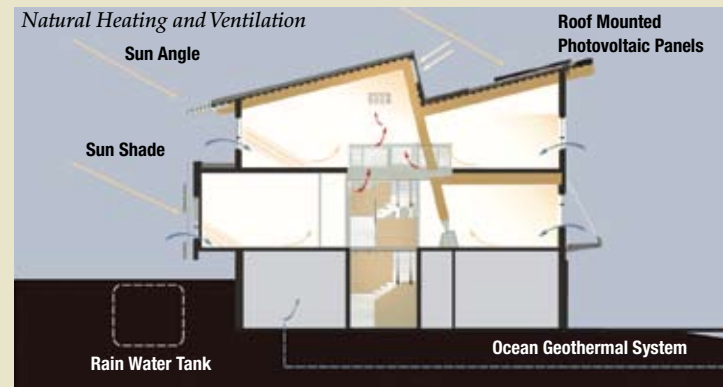 Natural Heating and Ventilation
Sun Angle
Roof Mounted
Photovoltaic Panels
Sun Shade
Rain Water Tank
Ocean Geothermal System